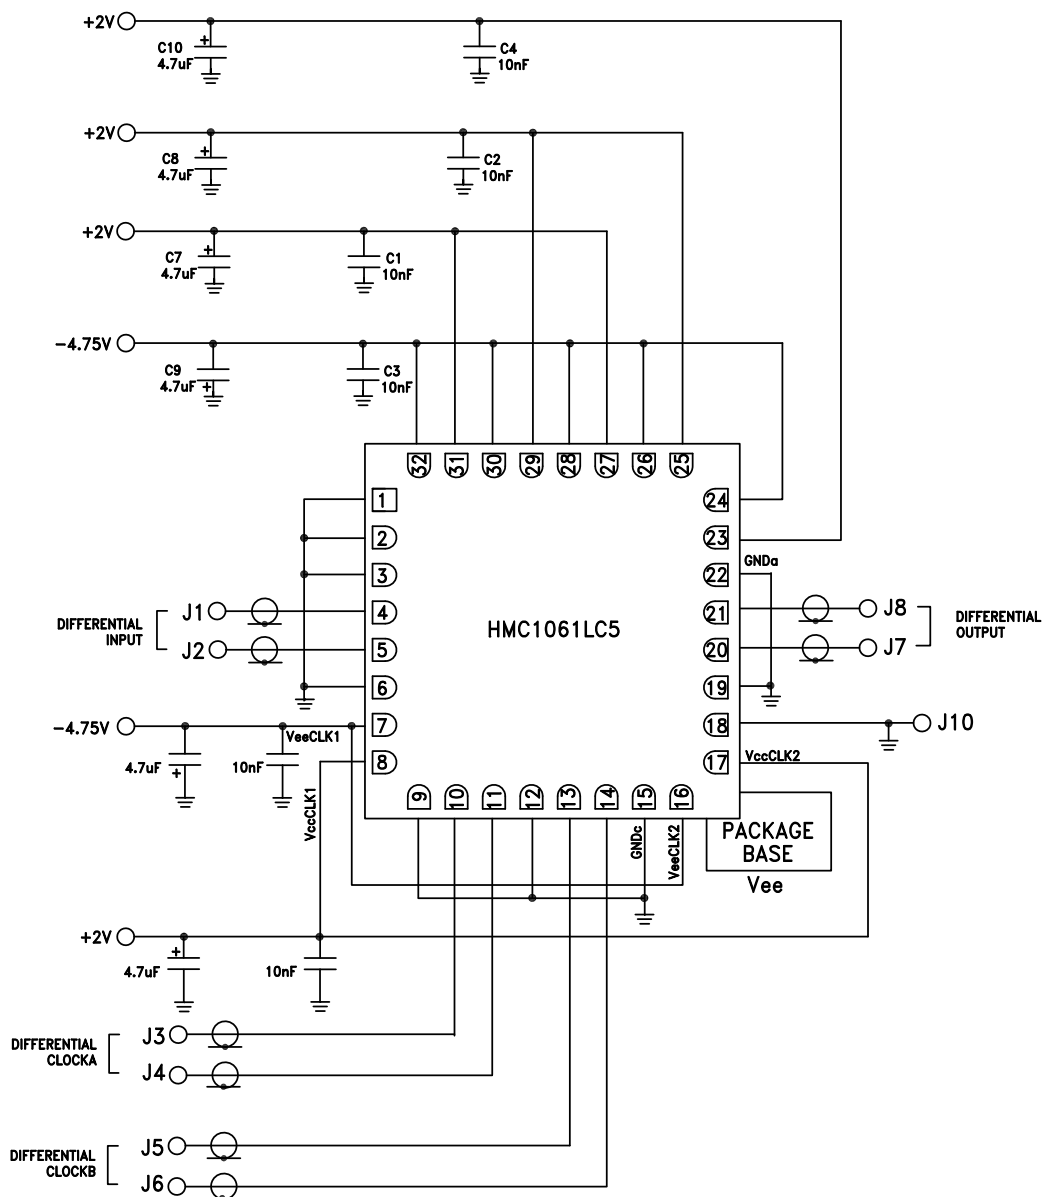 +2V
C10
+
4.7uF
C4
10nF
+2V
C8
+
4.7uF
C2
10nF
+2V
C7
+
4.7uF
C1
10nF
-4.75V
C9
4.7uF
+
C3
10nF
32
31
30
29
28
27
26
25
1
2
3
4
5
6
7
8
24
23
22
21
20
19
18
17
GNDa
HMC1061LC5
DIFFERENTIAL
INPUT
J1
J2
J8
J7
DIFFERENTIAL
OUTPUT
J10
-4.75V
VeeCLK1
4.7uF
+
10nF
VccCLK2
VccCLK1
9
10
11
12
13
14
15
16
GNDc
VeeCLK2
PACKAGE
BASE
Vee
+2V
+
4.7uF
10nF
DIFFERENTIAL
CLOCKA
J3
J4
DIFFERENTIAL
CLOCKB
J5
J6